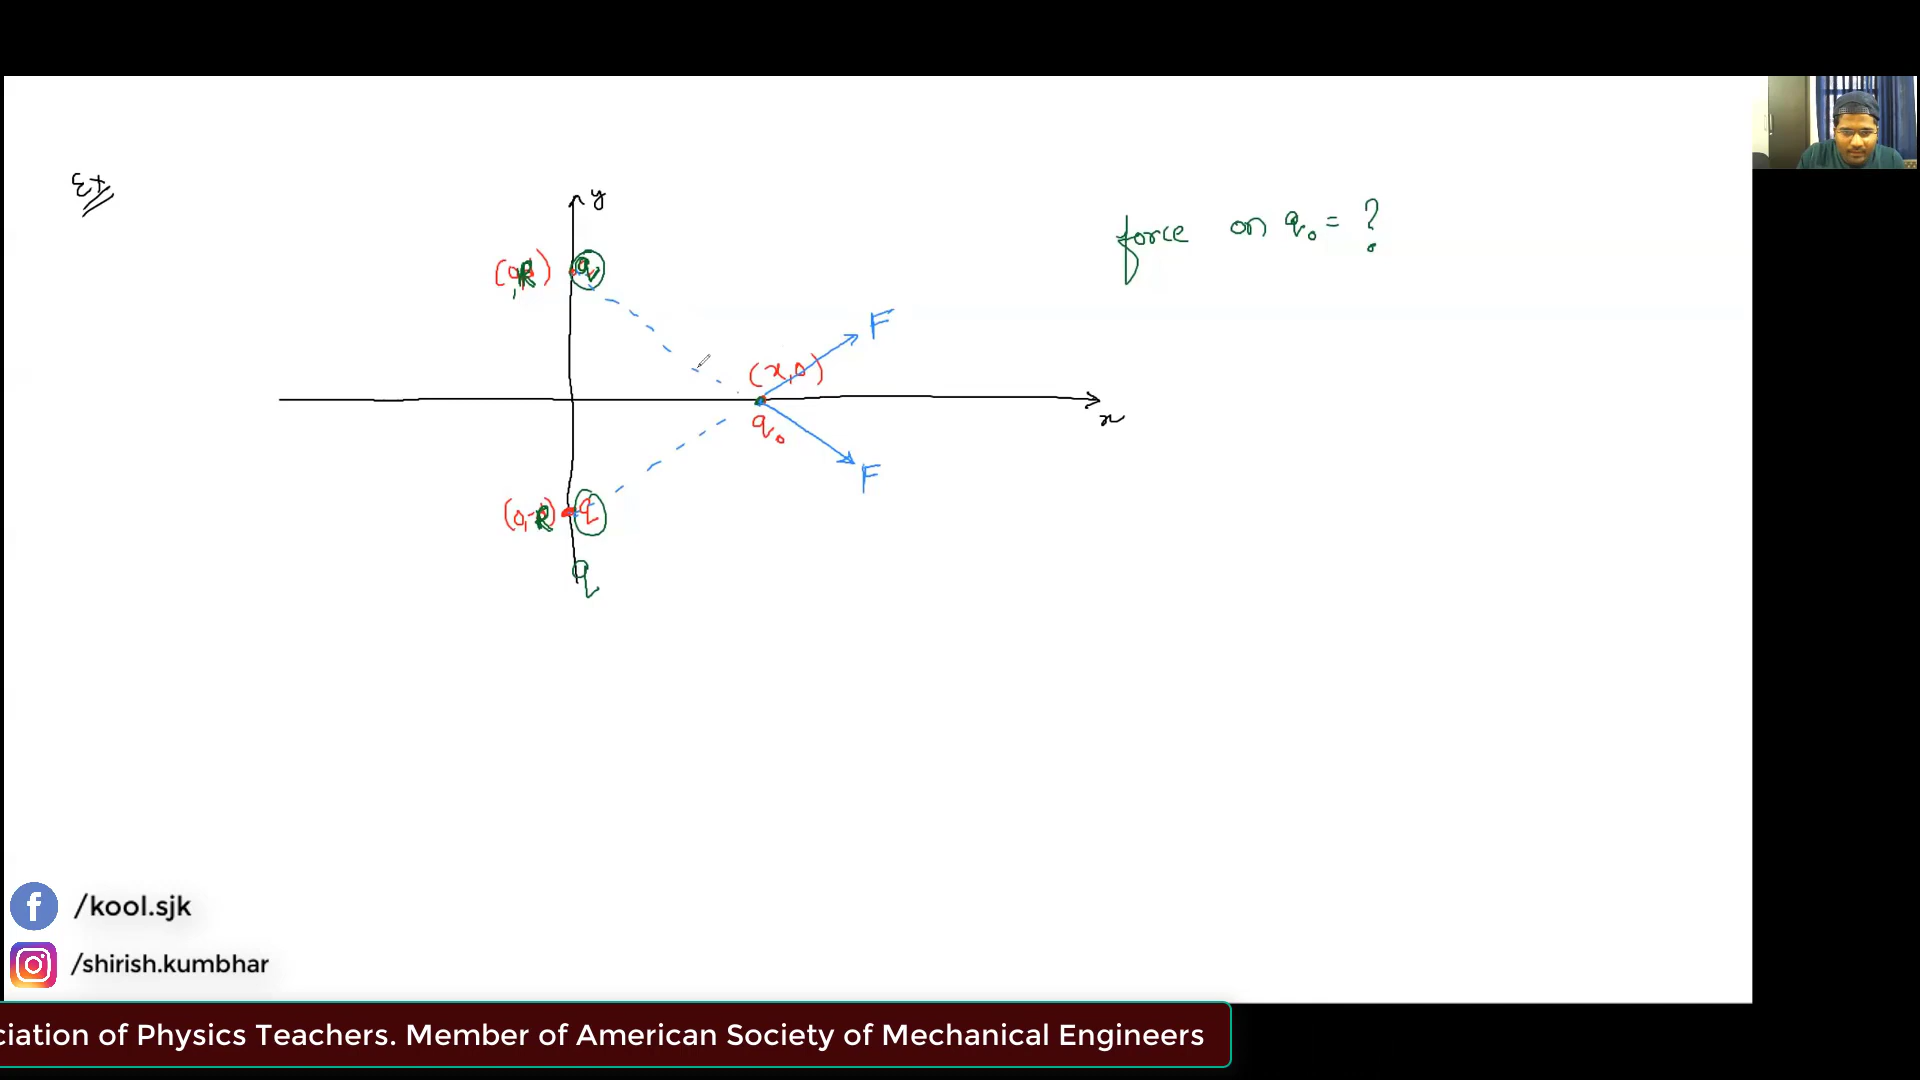 Ex
y
force on q₀ = ?
(0,R) q
F
(x,0)
x
q₀
F
(0,-R) q
q
/kool.sjk
/shirish.kumbhar
ciation of Physics Teachers. Member of American Society of Mechanical Engineers